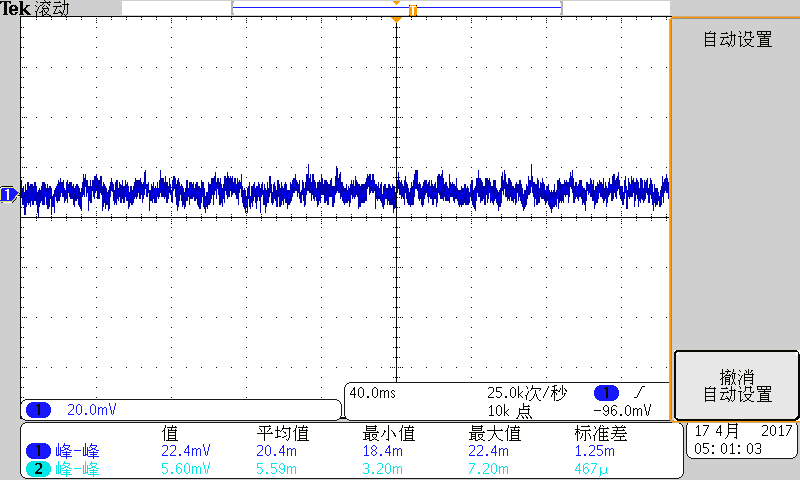 Tek 滚动
自动设置
1
撤消
自动设置
1 20.0mV
40.0ms 25.0k次/秒 1
10k 点 -96.0mV
值 平均值 最小值 最大值 标准差
1 峰-峰 22.4mV 20.4m 18.4m 22.4m 1.25m
2 峰-峰 5.60mV 5.59m 3.20m 7.20m 467µ
17 4月 2017
05:01:03